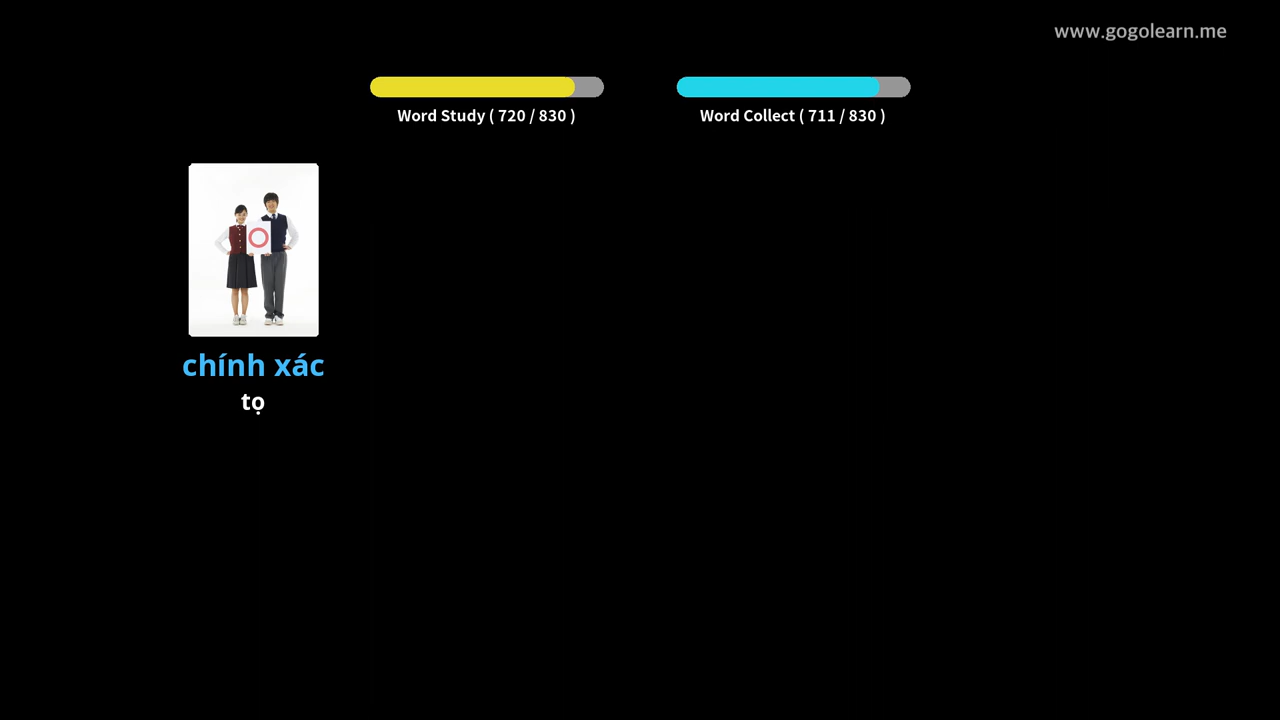 www.gogolearn.me
Word Study ( 720 / 830 )
Word Collect ( 711 / 830 )
chính xác
tọ